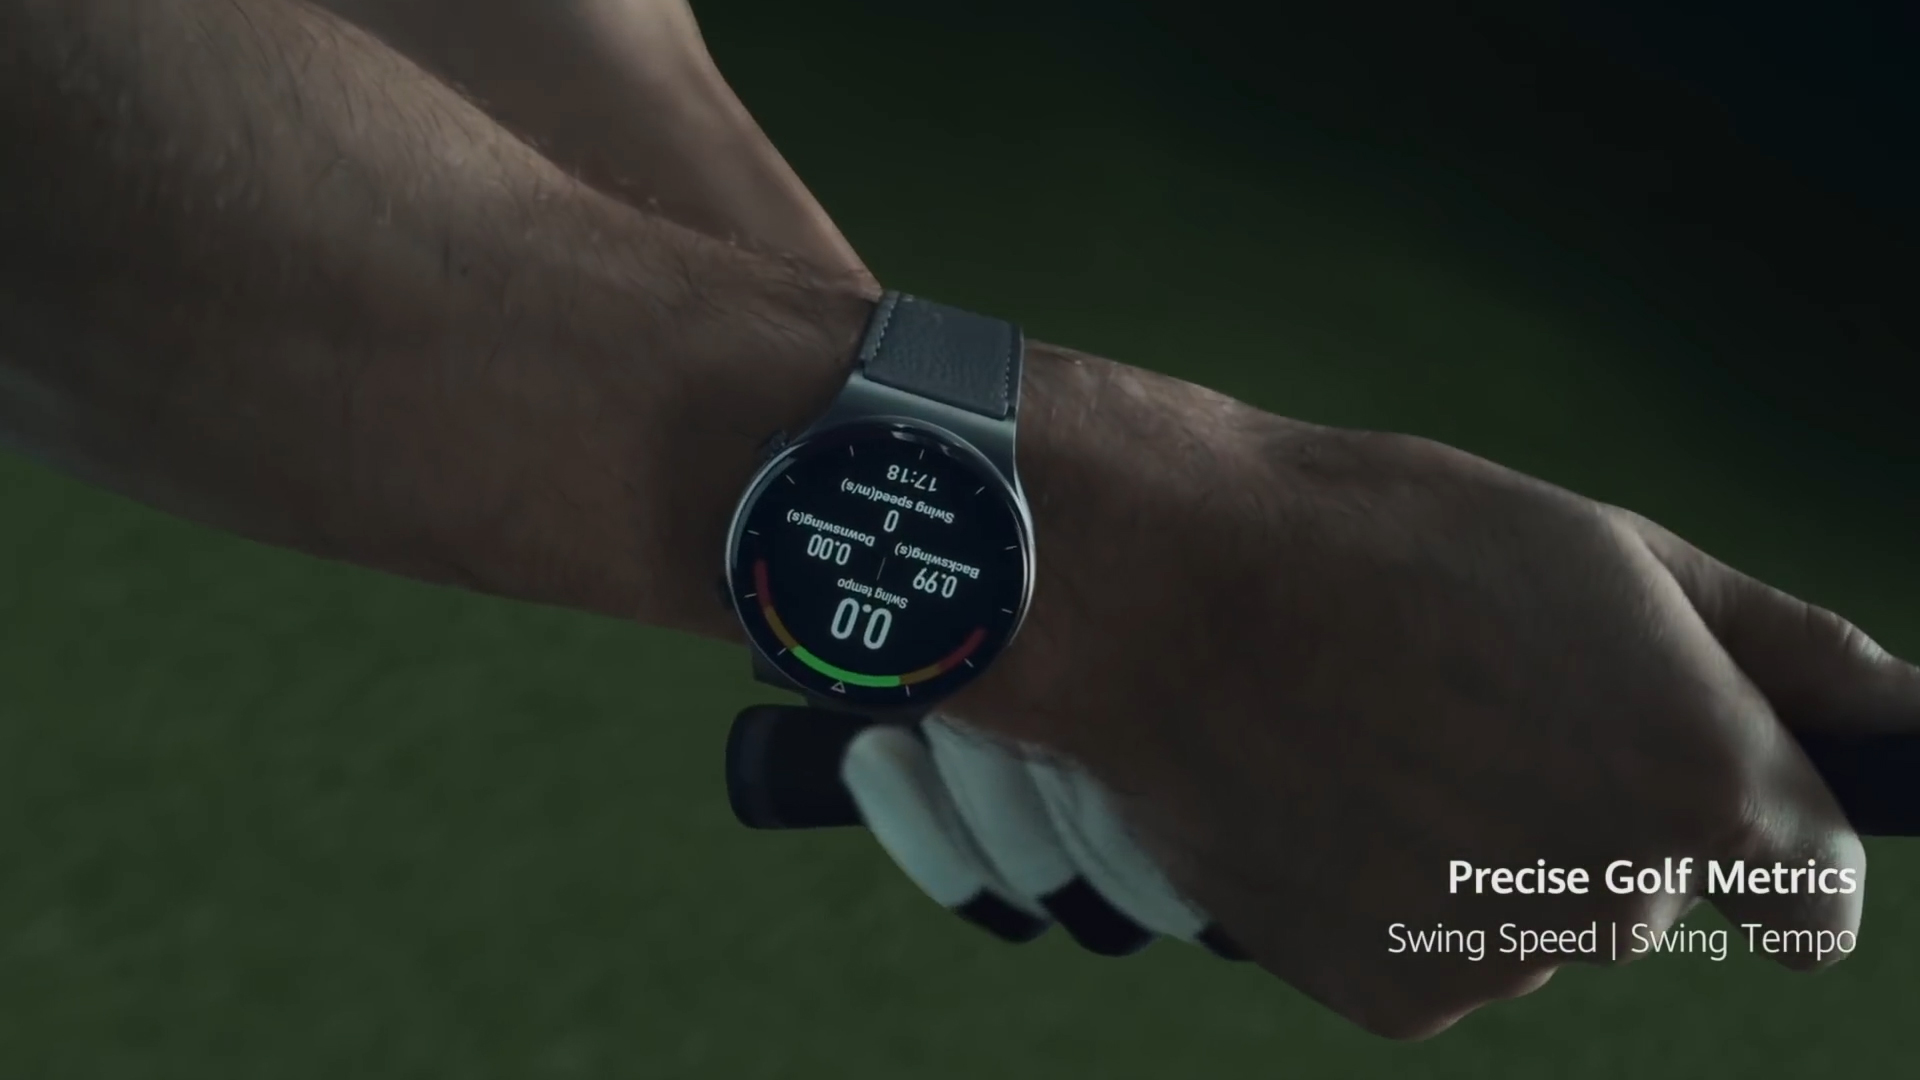 17:18
Swing speed(m/s)
0
Downswing(s)
Backswing(s)
0.00
0.99
Swing tempo
0.0
Precise Golf Metrics
Swing Speed | Swing Tempo